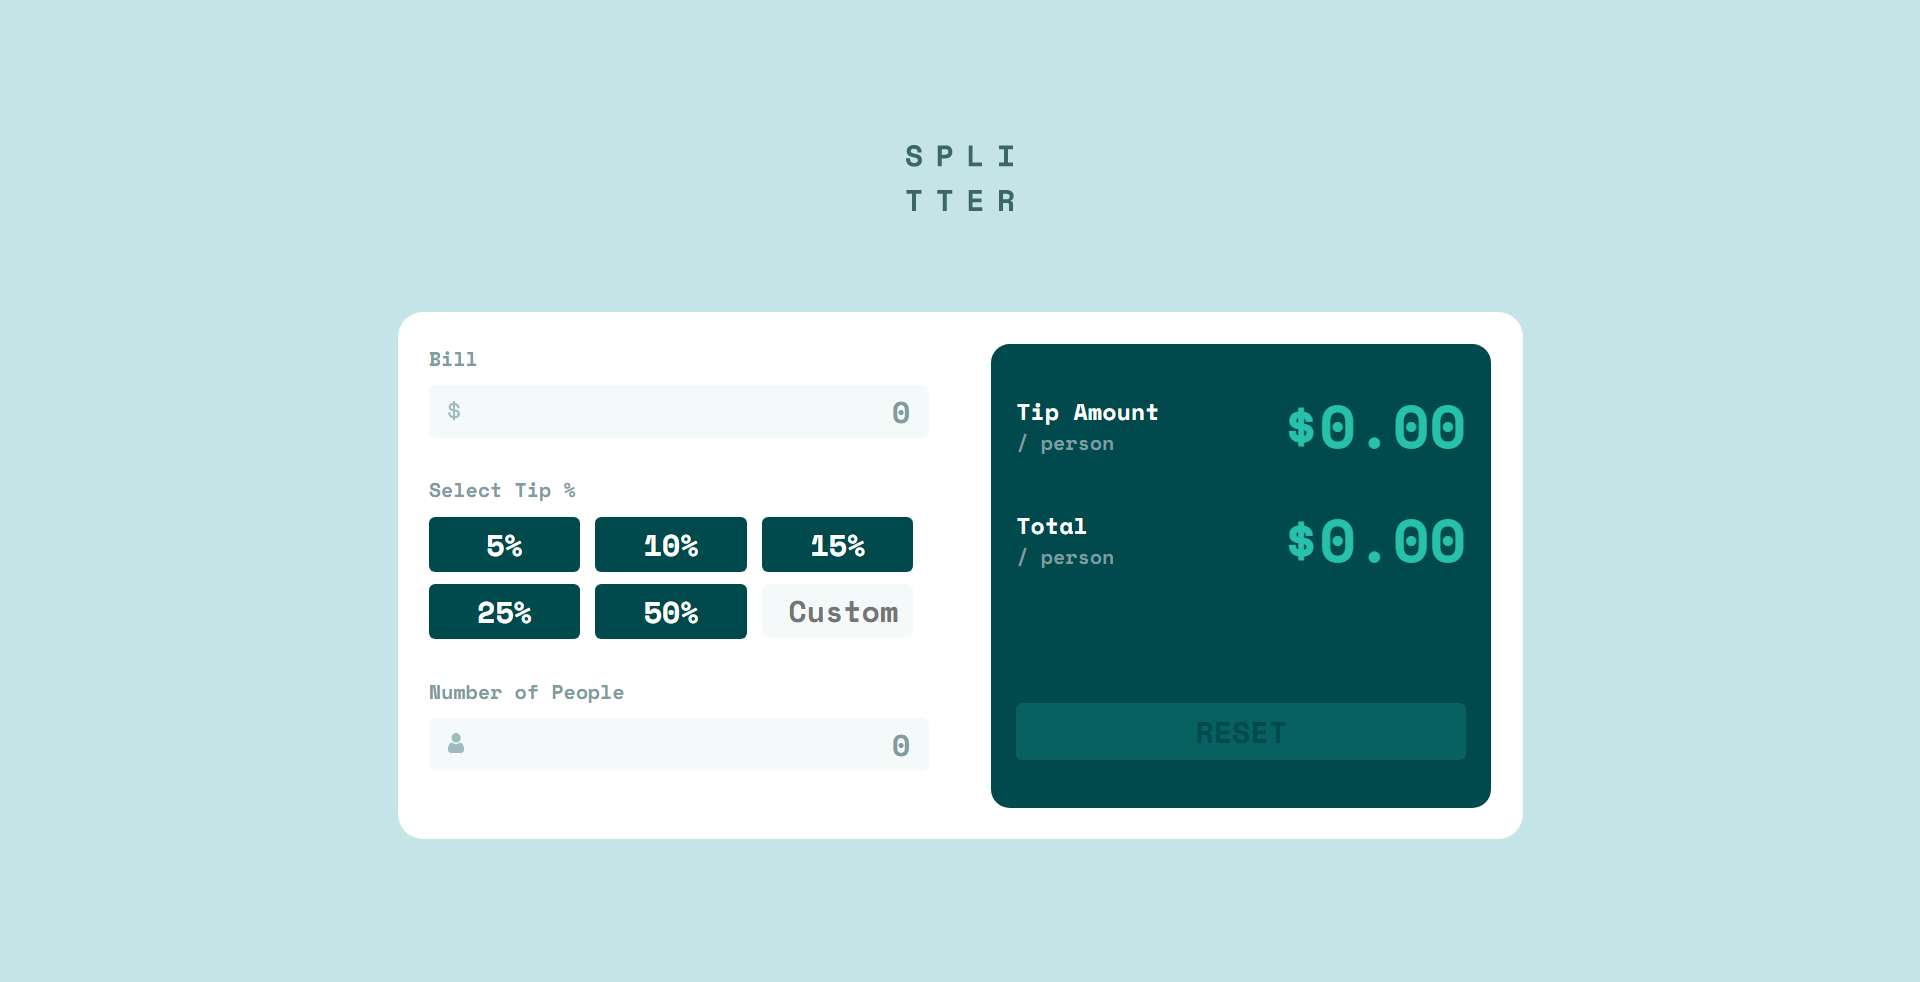 SPLI
TTER
Bill
$ 0
Select Tip %
5% 10% 15%
25% 50% Custom
Number of People
0
Tip Amount
/ person
$0.00
Total
/ person
$0.00
RESET